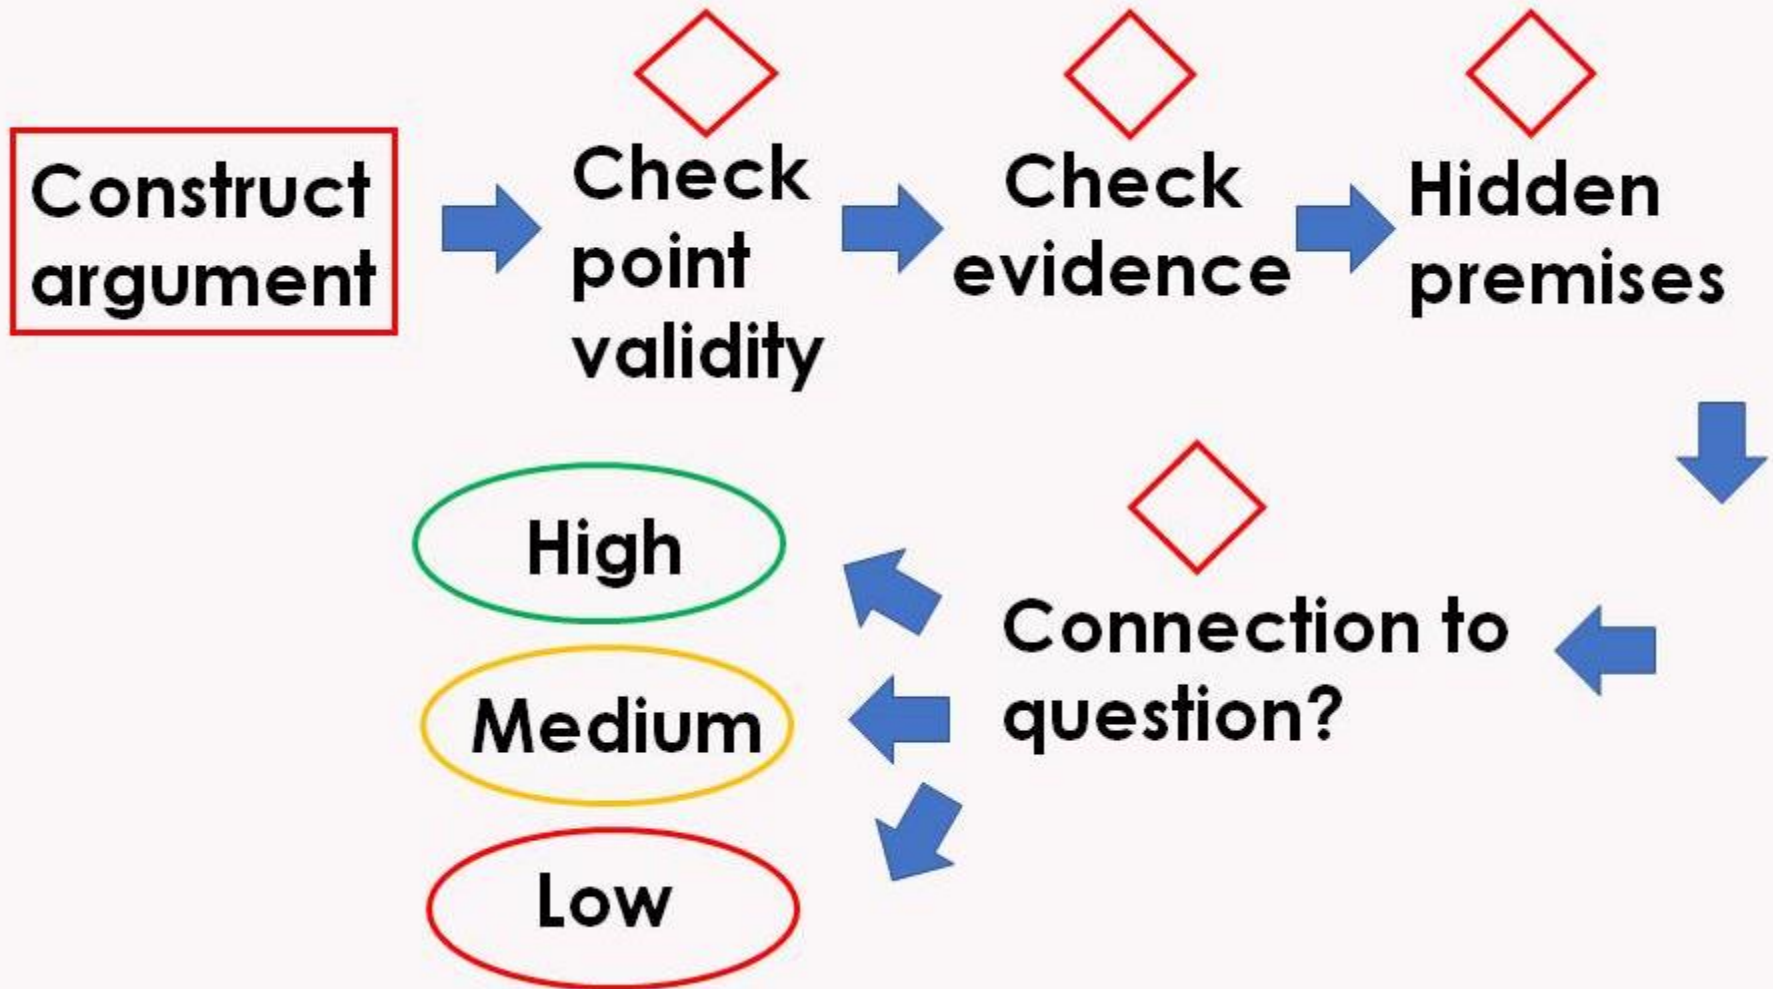 Construct
argument
Check
point
validity
Check
evidence
Hidden
premises
Connection to
question?
High
Medium
Low